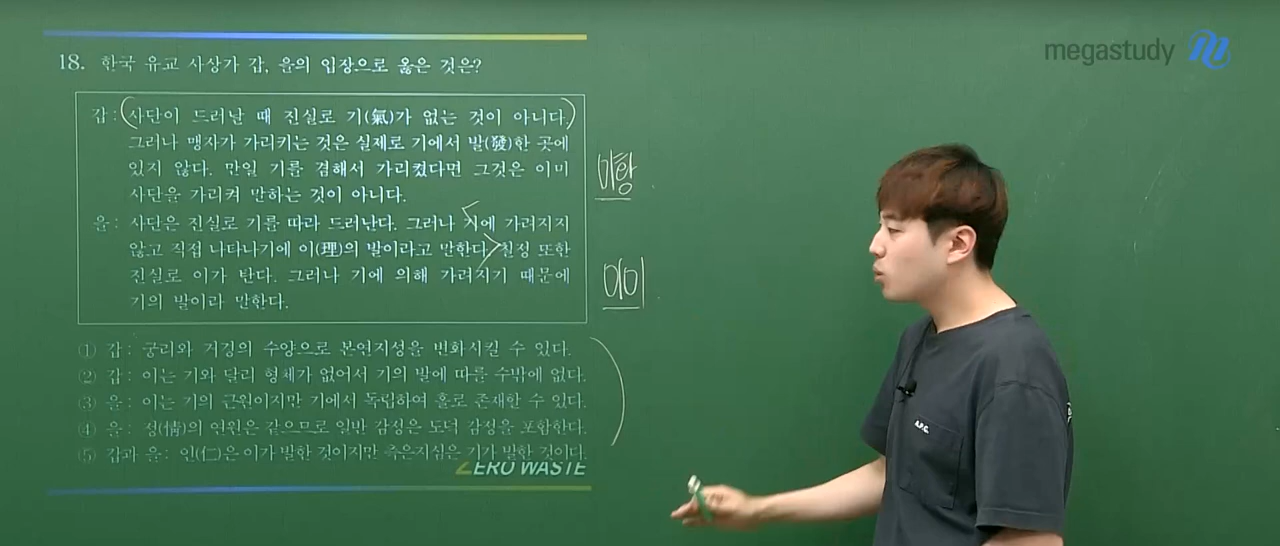 megastudy
18. 한국 유교 사상가 갑, 을의 입장으로 옳은 것은?
갑: 사단이 드러날 때 진실로 기(氣)가 없는 것이 아니다.
그러나 맹자가 가리키는 것은 실제로 기에서 발(發)한 곳에
있지 않다. 만일 기를 겸해서 가리켰다면 그것은 이미
사단을 가리켜 말하는 것이 아니다.
을: 사단은 진실로 기를 따라 드러난다. 그러나 기에 가려지지
않고 직접 나타나기에 이(理)의 발이라고 말한다. 칠정 또한
진실로 이가 탄다. 그러나 기에 의해 가려지기 때문에
기의 발이라 말한다.
이황
이이
① 갑: 궁리와 거경의 수양으로 본연지성을 변화시킬 수 있다.
② 갑: 이는 기와 달리 형체가 없어서 기의 발에 따를 수밖에 없다.
③ 을: 이는 기의 근원이지만 기에서 독립하여 홀로 존재할 수 있다.
④ 을: 정(情)의 연원은 같으므로 일반 감정은 도덕 감정을 포함한다.
⑤ 갑과 을: 인(仁)은 이가 발한 것이지만 측은지심은 기가 발한 것이다.
ZERO WASTE
A.P.C.